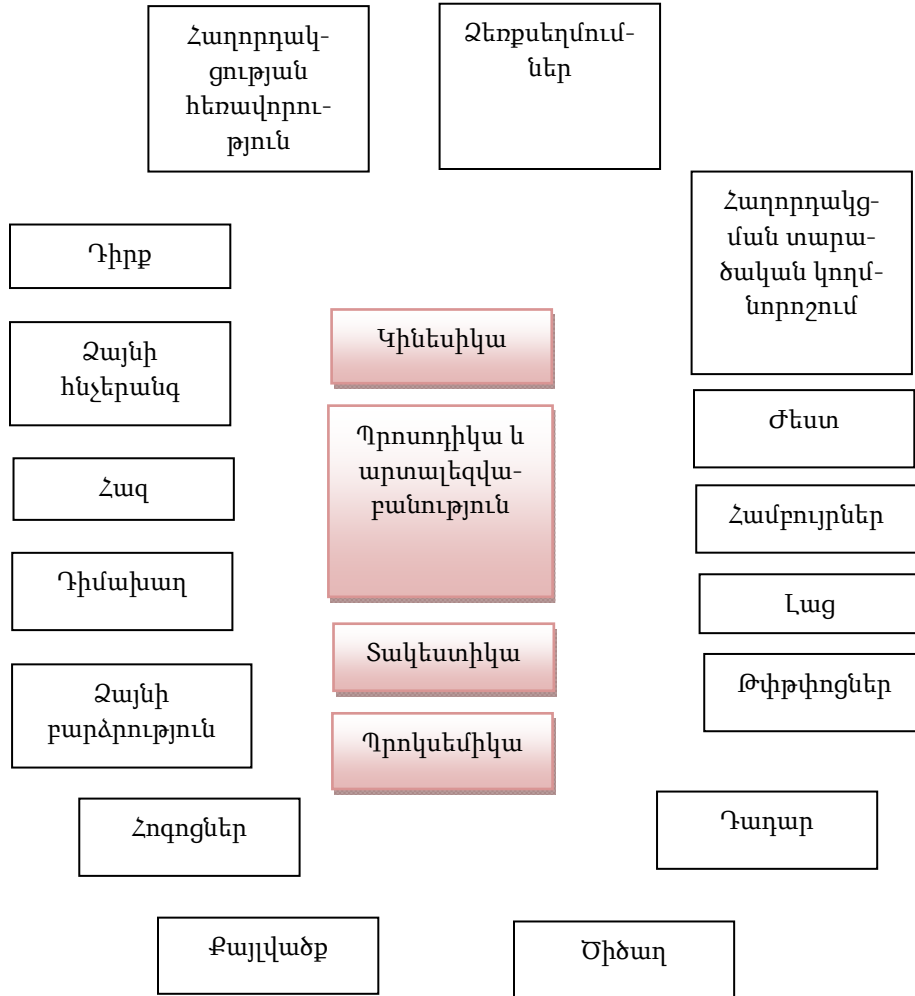 Հաղորդակ-
ցության
հեռավորու-
թյուն
Ձեռքսեղմում-
ներ
Հաղորդակց-
ման տարա-
ծական կողմ-
նորոշում
Դիրք
Ձայնի
հնչերանգ
Կինեսիկա
Պրոսոդիկա և
արտալեզվա-
բանություն
Ժեստ
Հազ
Համբույրներ
Դիմախաղ
Լաց
Տակեստիկա
Թփթփոցներ
Ձայնի
բարձրություն
Պրոկսեմիկա
Հոգոցներ
Դադար
Քայլվածք
Ծիծաղ